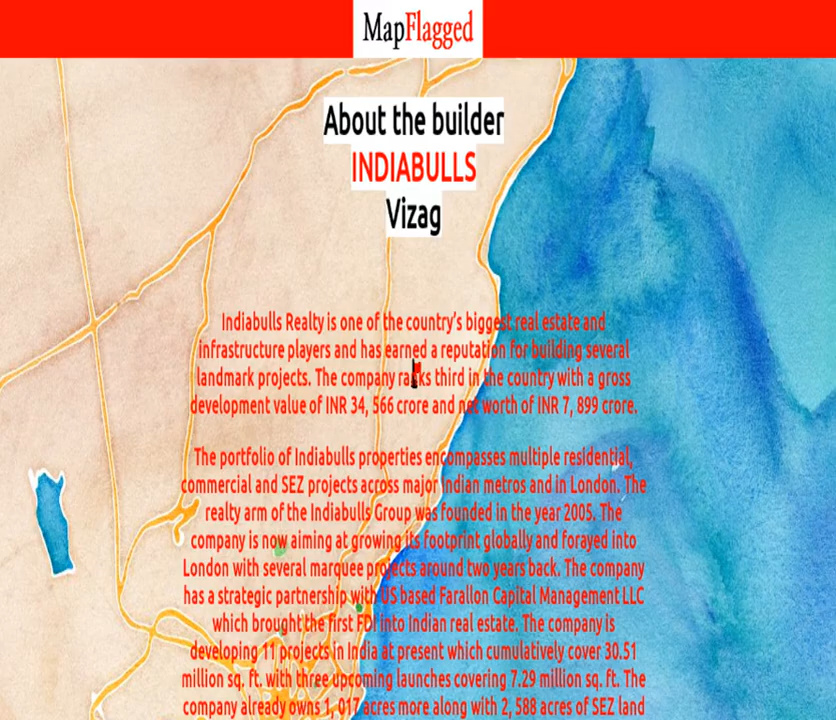 MapFlagged
About the builder
INDIABULLS
Vizag
Indiabulls Realty is one of the country's biggest real estate and
infrastructure players and has earned a reputation for building several
landmark projects. The company ranks third in the country with a gross
development value of INR 34, 566 crore and net worth of INR 7, 899 crore.
The portfolio of Indiabulls properties encompasses multiple residential,
commercial and SEZ projects across major Indian metros and in London. The
realty arm of the Indiabulls Group was founded in the year 2005. The
company is now aiming at growing its footprint globally and forayed into
London with several marquee projects around two years back. The company
has a strategic partnership with US based Farallon Capital Management LLC
which brought the first FDI into Indian real estate. The company is
developing 11 projects in India at present which cumulatively cover 30.51
million sq. ft. with three upcoming launches covering 7.29 million sq. ft. The
company already owns 1, 017 acres more along with 2, 588 acres of SEZ land